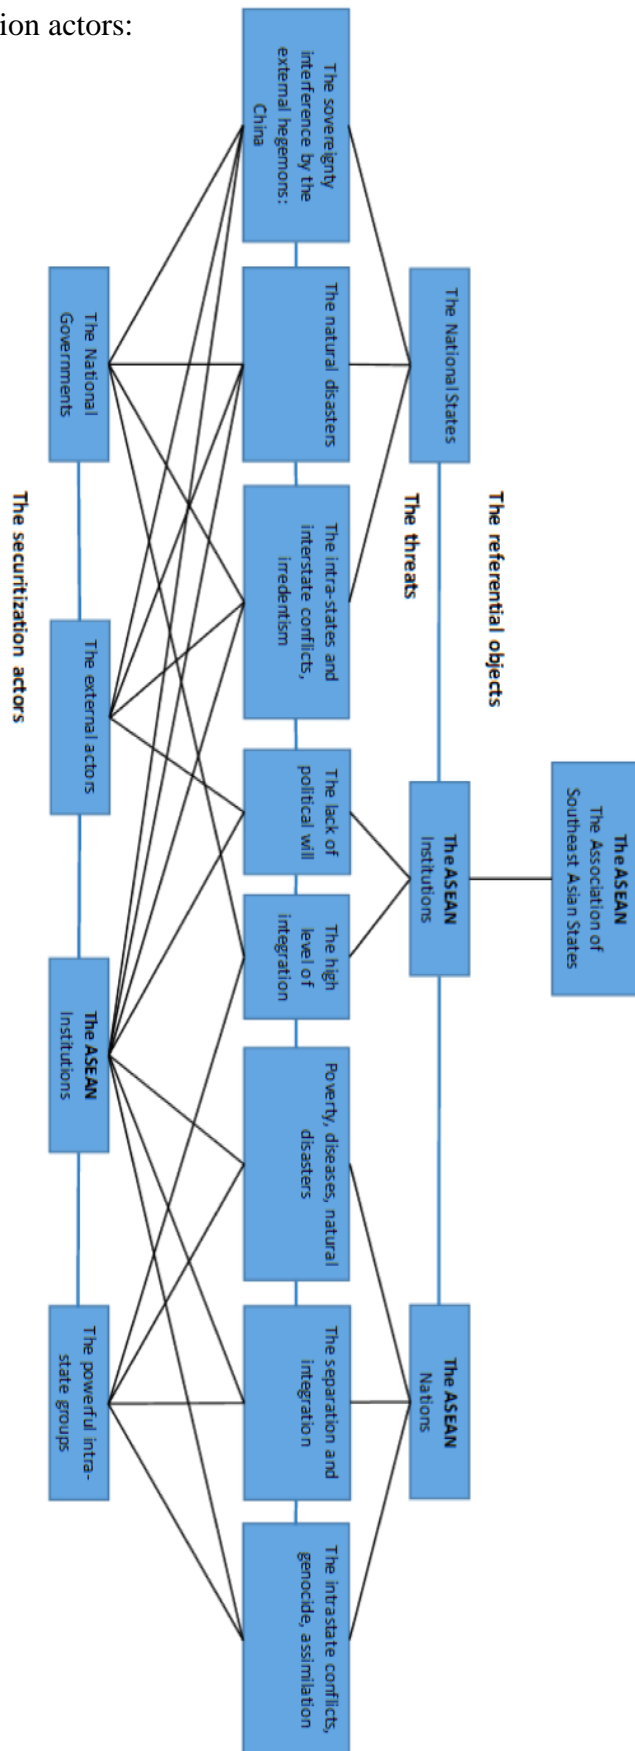 ion actors:
The ASEAN
The Association of
Southeast Asian States
The referential objects
The National States
The ASEAN
Institutions
The ASEAN
Nations
The threats
The sovereignty
interference by the
external hegemons:
China
The natural disasters
The intra-states and
interstate conflicts,
irredentism
The lack of
political will
The high
level of
integration
Poverty, diseases, natural
disasters
The separation and
integration
The intrastate conflicts,
genocide, assimilation
The National
Governments
The external actors
The ASEAN
Institutions
The powerful intra-
state groups
The securitization actors